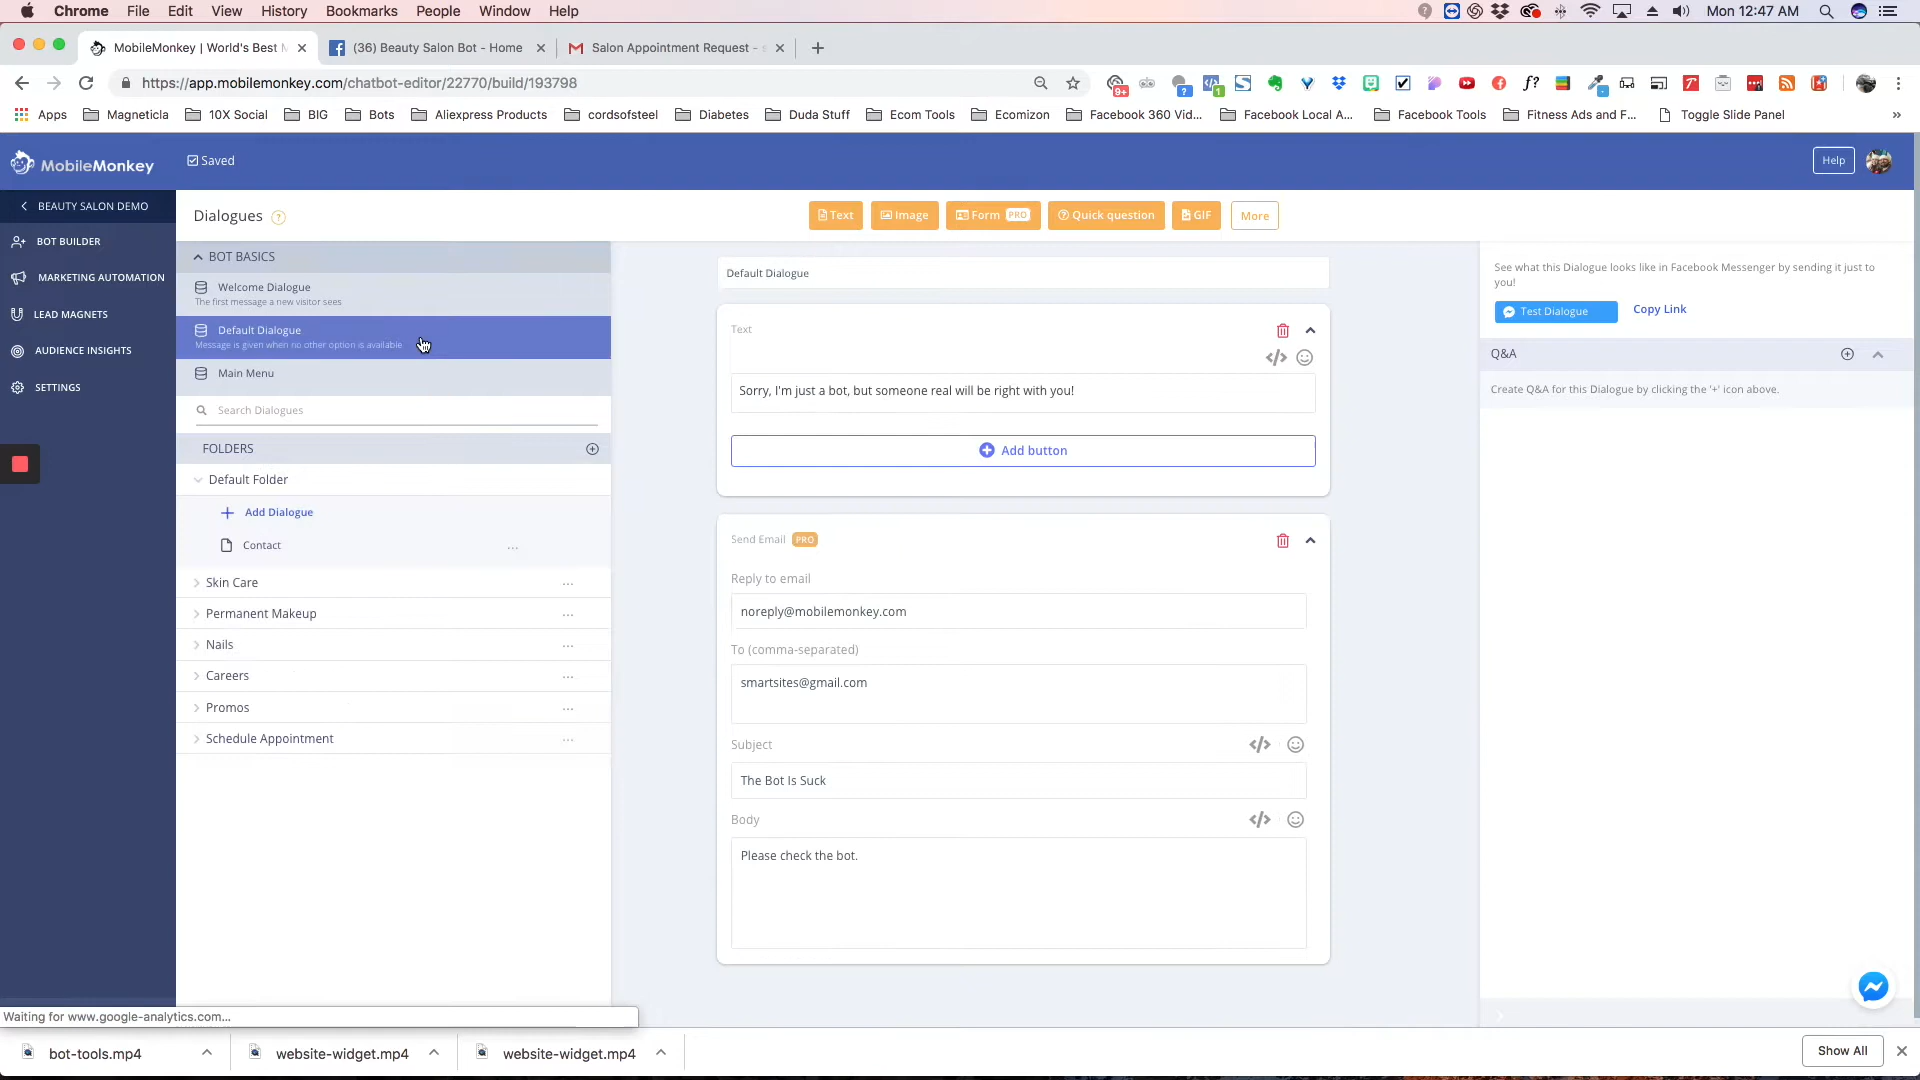 Chrome File Edit View History Bookmarks People Window Help Mon 12:47 AM
MobileMonkey | World's Best M (36) Beauty Salon Bot - Home Salon Appointment Request -
https://app.mobilemonkey.com/chatbot-editor/22770/build/193798
Apps Magneticla 10X Social BIG Bots Aliexpress Products cordsofsteel Diabetes Duda Stuff Ecom Tools Ecomizon Facebook 360 Vid... Facebook Local A... Facebook Tools Fitness Ads and F... Toggle Slide Panel »
MobileMonkey Saved Help
BEAUTY SALON DEMO
BOT BUILDER
MARKETING AUTOMATION
LEAD MAGNETS
AUDIENCE INSIGHTS
SETTINGS
Dialogues ? Text Image Form PRO Quick question GIF More
BOT BASICS
Welcome Dialogue
The first message a new visitor sees
Default Dialogue
Message is given when no other option is available
Main Menu
Search Dialogues
FOLDERS
Default Folder
Add Dialogue
Contact ...
Skin Care ...
Permanent Makeup ...
Nails ...
Careers ...
Promos ...
Schedule Appointment ...
Default Dialogue
Text
Sorry, I'm just a bot, but someone real will be right with you!
Add button
Send Email PRO
Reply to email
noreply@mobilemonkey.com
To (comma-separated)
smartsites@gmail.com
Subject
The Bot Is Suck
Body
Please check the bot.
See what this Dialogue looks like in Facebook Messenger by sending it just to
you!
Test Dialogue Copy Link
Q&A
Create Q&A for this Dialogue by clicking the '+' icon above.
Waiting for www.google-analytics.com...
bot-tools.mp4 website-widget.mp4 website-widget.mp4 Show All